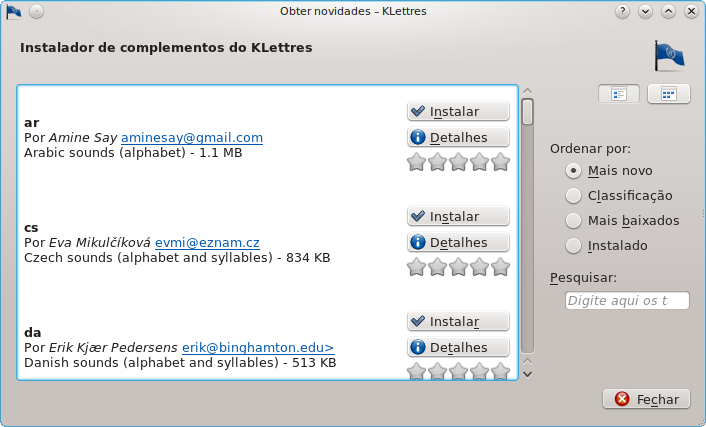 Obter novidades – KLettres
Instalador de complementos do KLettres
ar
Por Amine Say aminesay@gmail.com
Arabic sounds (alphabet) - 1.1 MB
Instalar
Detalhes
cs
Por Eva Mikulčíková evmi@eznam.cz
Czech sounds (alphabet and syllables) - 834 KB
Instalar
Detalhes
da
Por Erik Kjær Pedersens erik@binghamton.edu>
Danish sounds (alphabet and syllables) - 513 KB
Instalar
Detalhes
Ordenar por:
Mais novo
Classificação
Mais baixados
Instalado
Pesquisar:
Digite aqui os t
Fechar